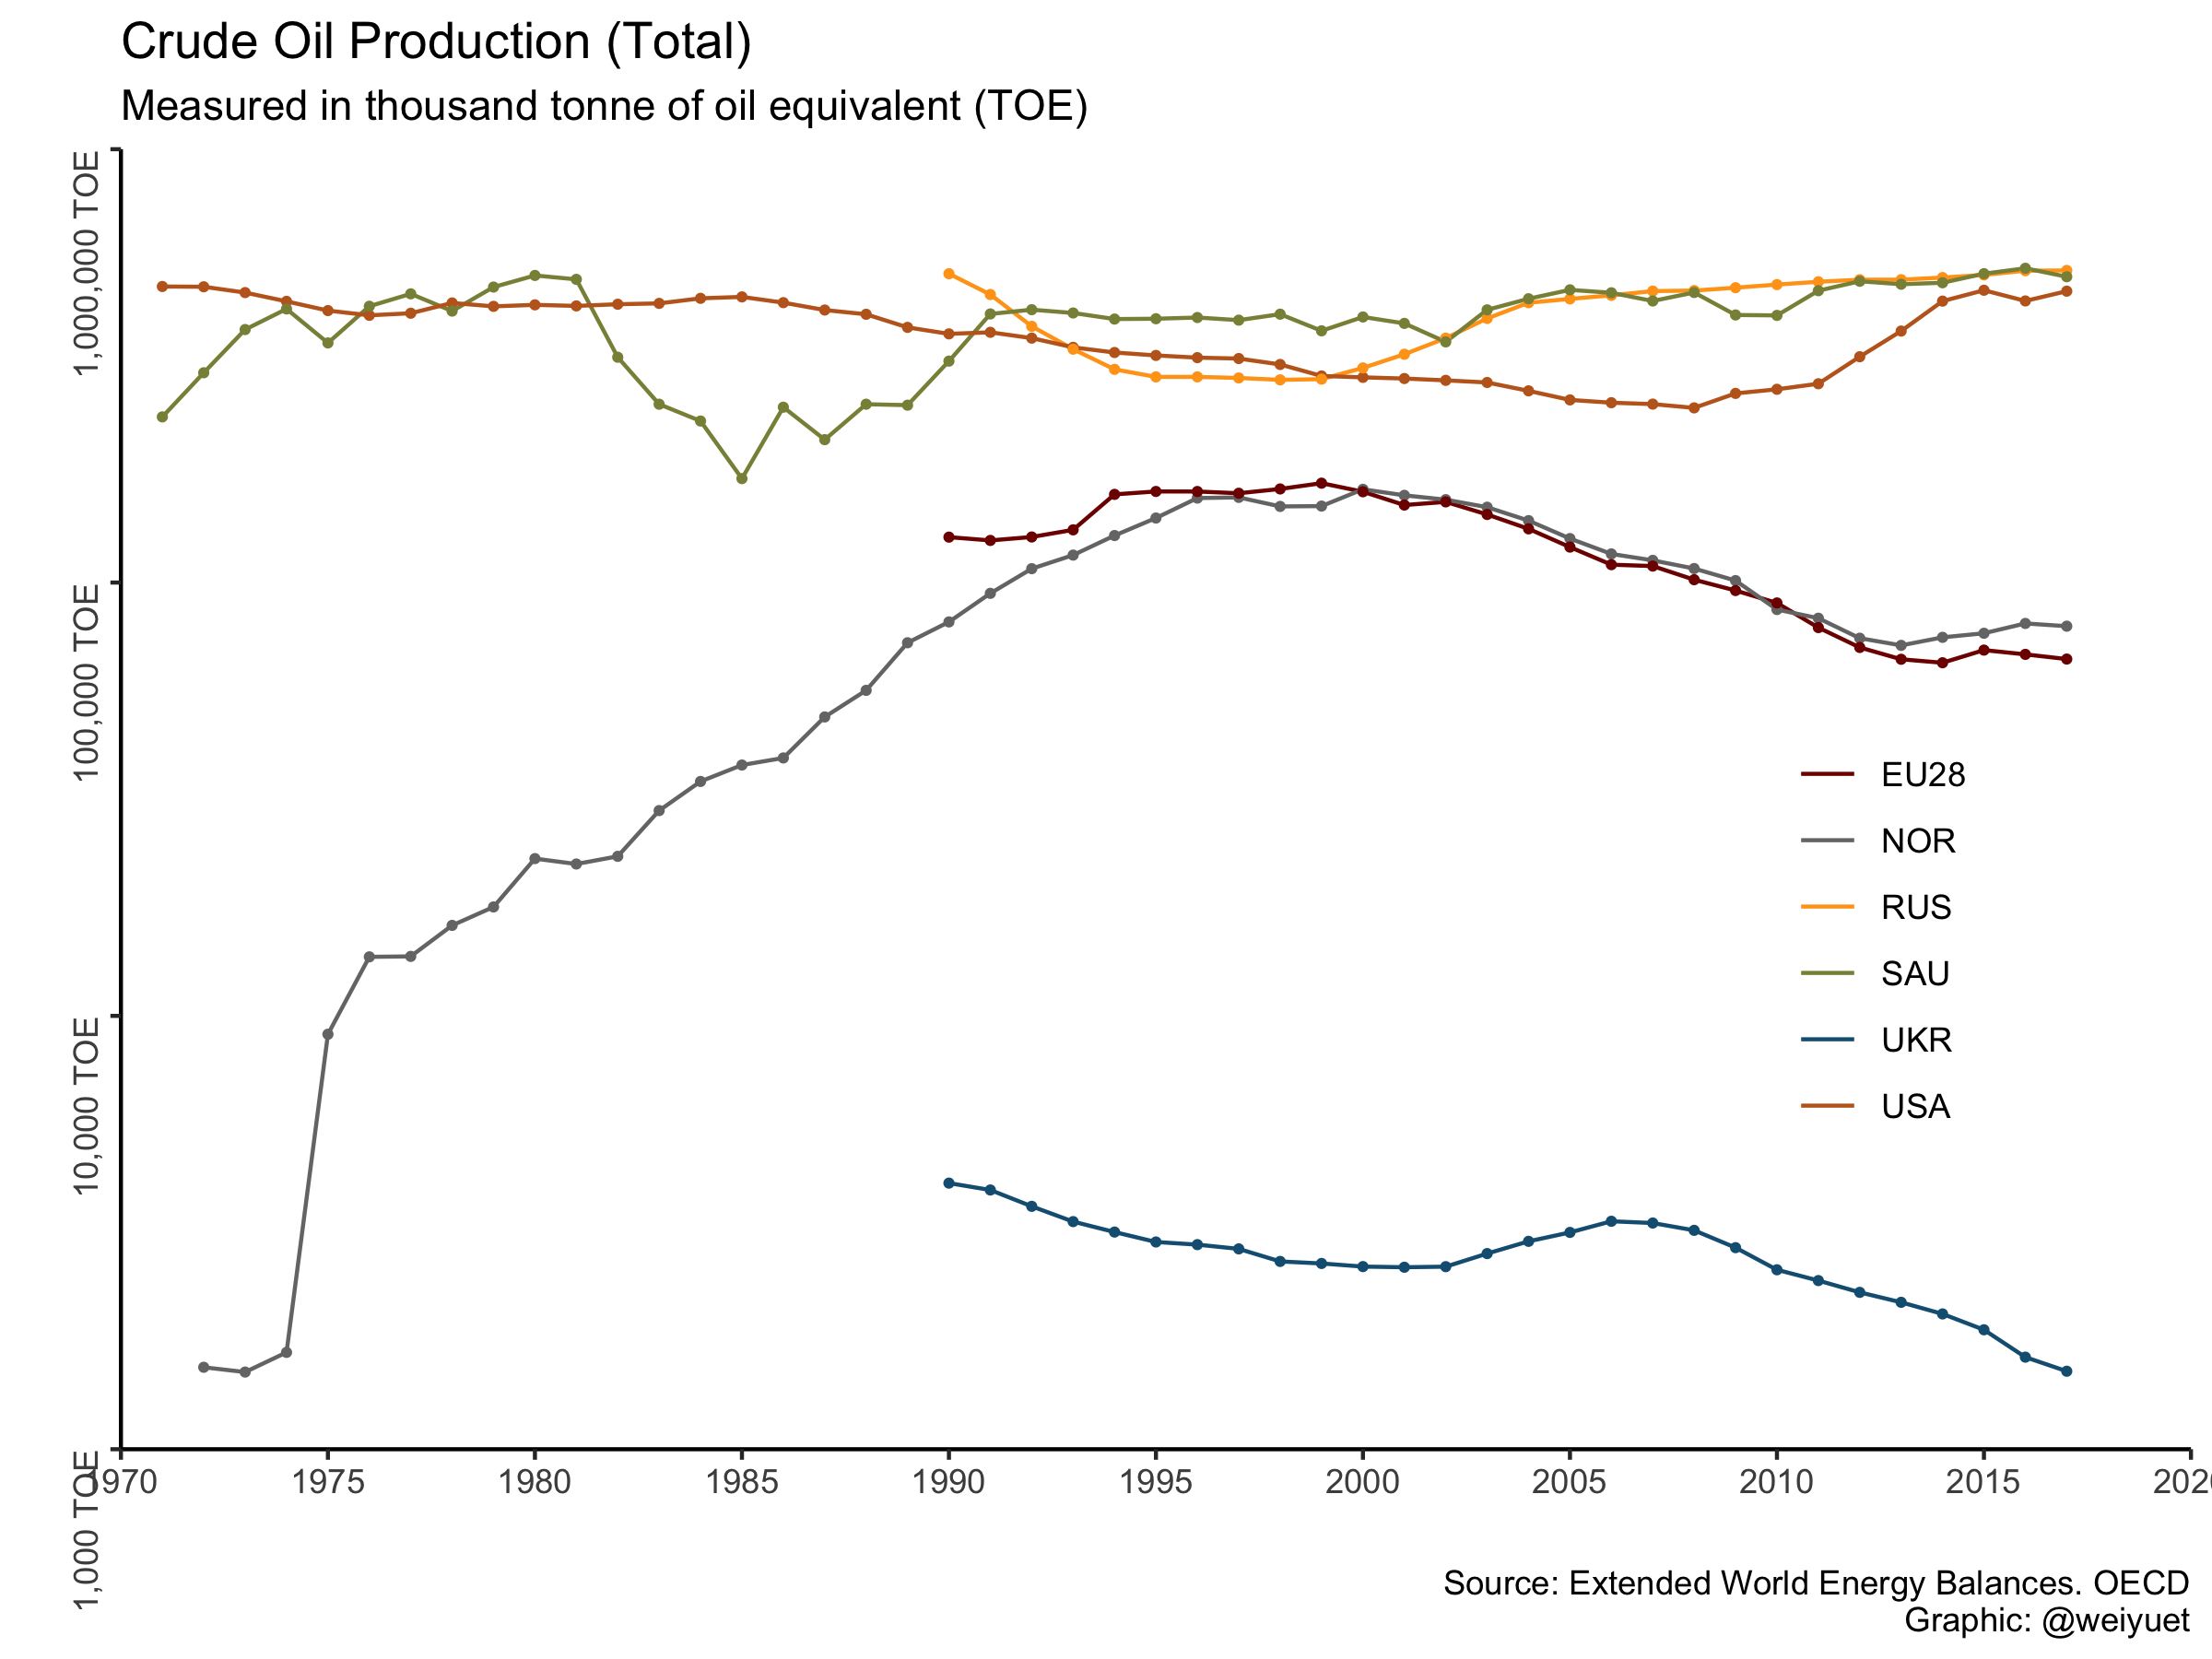 Crude Oil Production (Total)
Measured in thousand tonne of oil equivalent (TOE)
1,000,000 TOE
100,000 TOE
10,000 TOE
1,000 TOE
EU28
NOR
RUS
SAU
UKR
USA
1970 1975 1980 1985 1990 1995 2000 2005 2010 2015 202
Source: Extended World Energy Balances. OECD
Graphic: @weiyuet